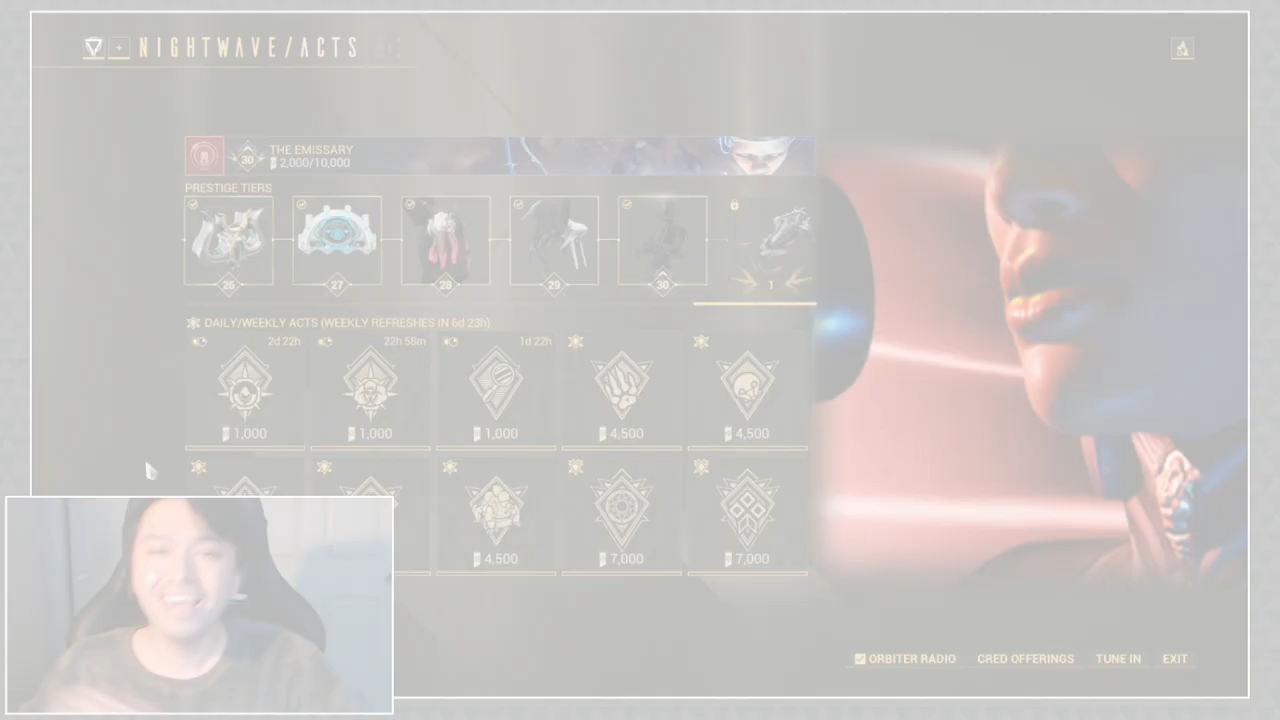 NIGHTWAVE/ACTS
30 THE EMISSARY
2,000/10,000
PRESTIGE TIERS
26 27 28 29 30 1
DAILY/WEEKLY ACTS (WEEKLY REFRESHES IN 6d 23h)
2d 22h 22h 58m 1d 22h
1,000 1,000 1,000 4,500 4,500
4,500 7,000 7,000
ORBITER RADIO CRED OFFERINGS TUNE IN EXIT